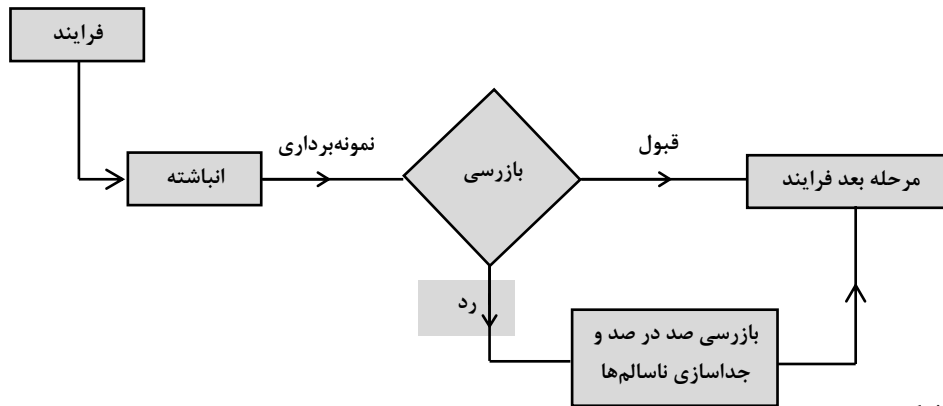 فرایند
انباشته
نمونه‌برداری
بازرسی
قبول
مرحله بعد فرایند
رد
بازرسی صد در صد و
جداسازی ناسالم‌ها